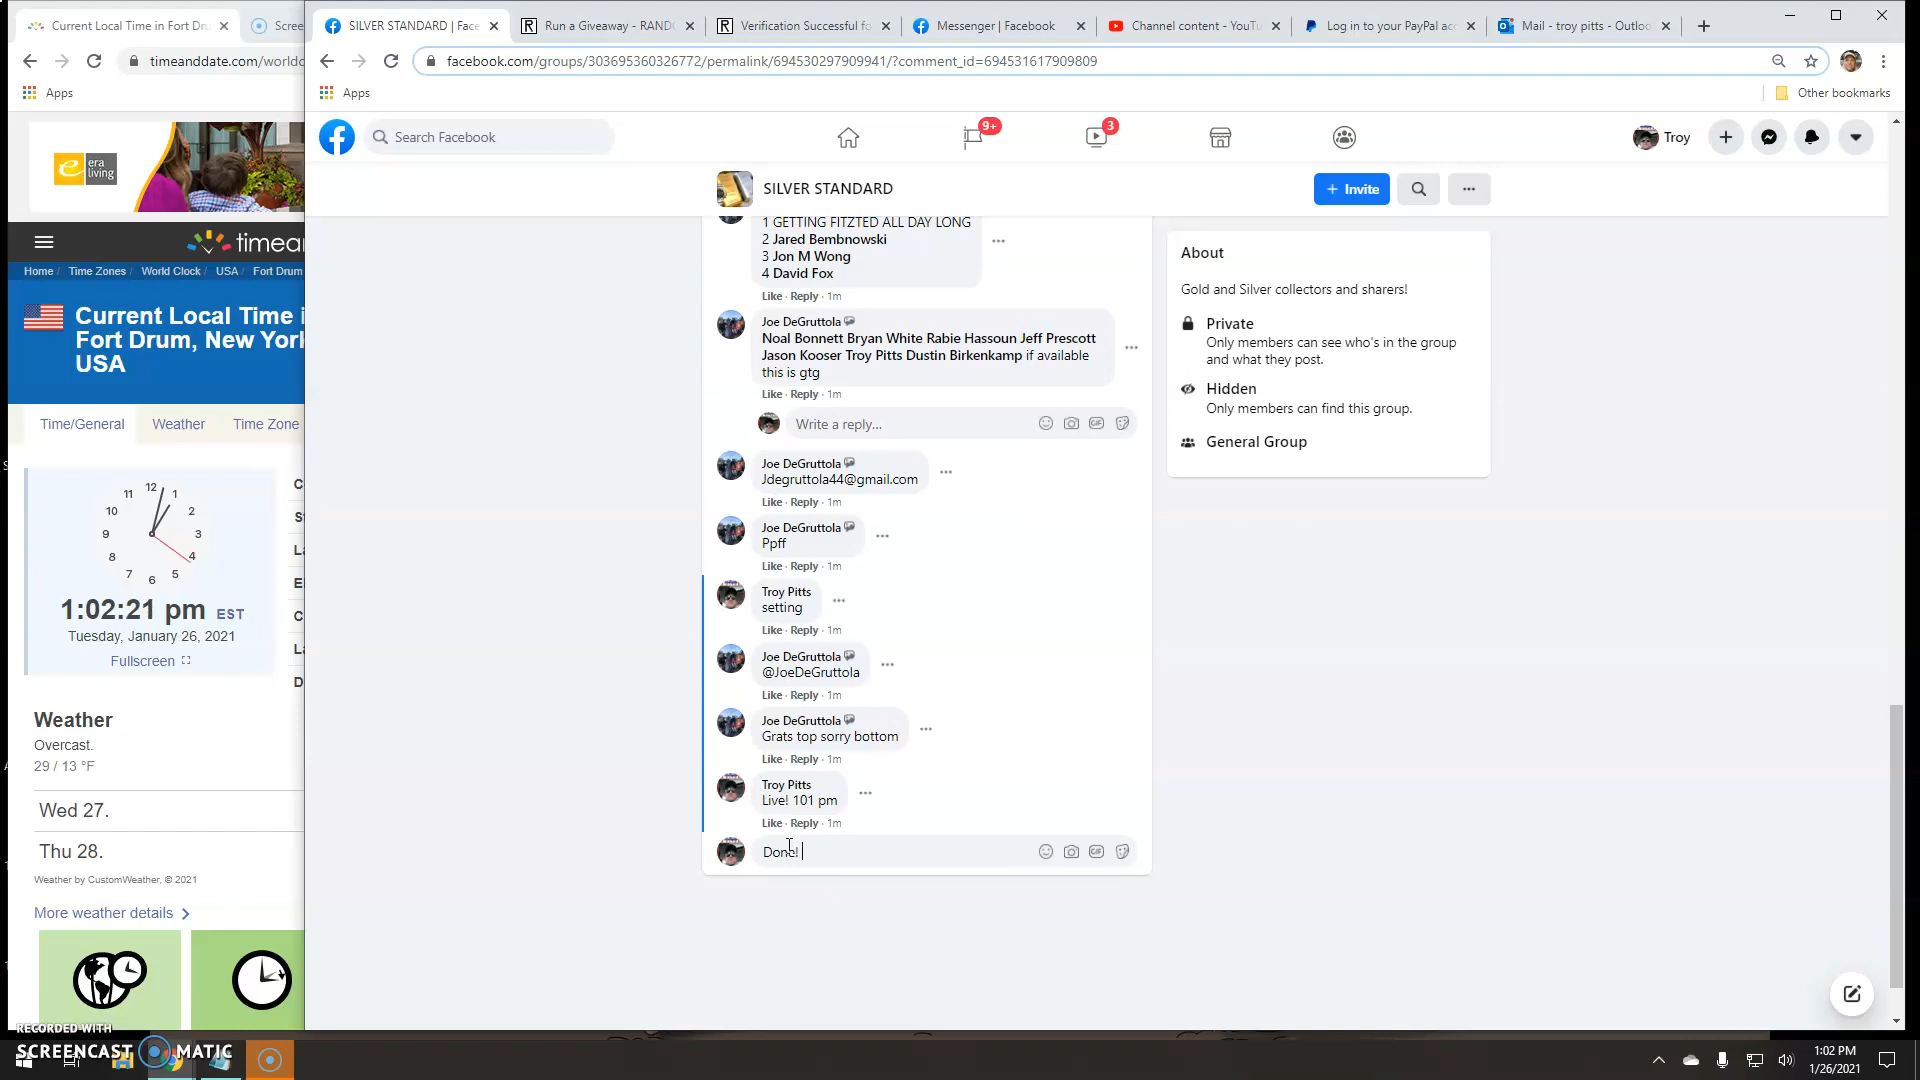 Current Local Time in Fort Dru
Scree
SILVER STANDARD | Face
Run a Giveaway - RANDO
Verification Successful fo
Messenger | Facebook
Channel content - YouTu
Log in to your PayPal acc
Mail - troy pitts - Outloo
timeanddate.com/worldc
facebook.com/groups/303695360326772/permalink/694530297909941/?comment_id=694531617909809
Apps
Apps
Other bookmarks
era
living
Search Facebook
9+
3
Troy
SILVER STANDARD
+ Invite
timean
Home / Time Zones / World Clock / USA / Fort Drum
Current Local Time i
Fort Drum, New York
USA
Time/General
Weather
Time Zone
12
1
2
3
4
5
6
7
8
9
10
11
1:02:21 pm EST
Tuesday, January 26, 2021
Fullscreen
Weather
Overcast.
29 / 13 °F
Wed 27.
Thu 28.
Weather by CustomWeather, © 2021
More weather details
1 GETTING FITZTED ALL DAY LONG
2 Jared Bembnowski
3 Jon M Wong
4 David Fox
Like · Reply · 1m
Joe DeGruttola
Noal Bonnett Bryan White Rabie Hassoun Jeff Prescott
Jason Kooser Troy Pitts Dustin Birkenkamp if available
this is gtg
Like · Reply · 1m
Write a reply...
Joe DeGruttola
Jdegruttola44@gmail.com
Like · Reply · 1m
Joe DeGruttola
Ppff
Like · Reply · 1m
Troy Pitts
setting
Like · Reply · 1m
Joe DeGruttola
@JoeDeGruttola
Like · Reply · 1m
Joe DeGruttola
Grats top sorry bottom
Like · Reply · 1m
Troy Pitts
Live! 101 pm
Like · Reply · 1m
Done!
About
Gold and Silver collectors and sharers!
Private
Only members can see who's in the group
and what they post.
Hidden
Only members can find this group.
General Group
RECORDED WITH
SCREENCAST MATIC
1:02 PM
1/26/2021